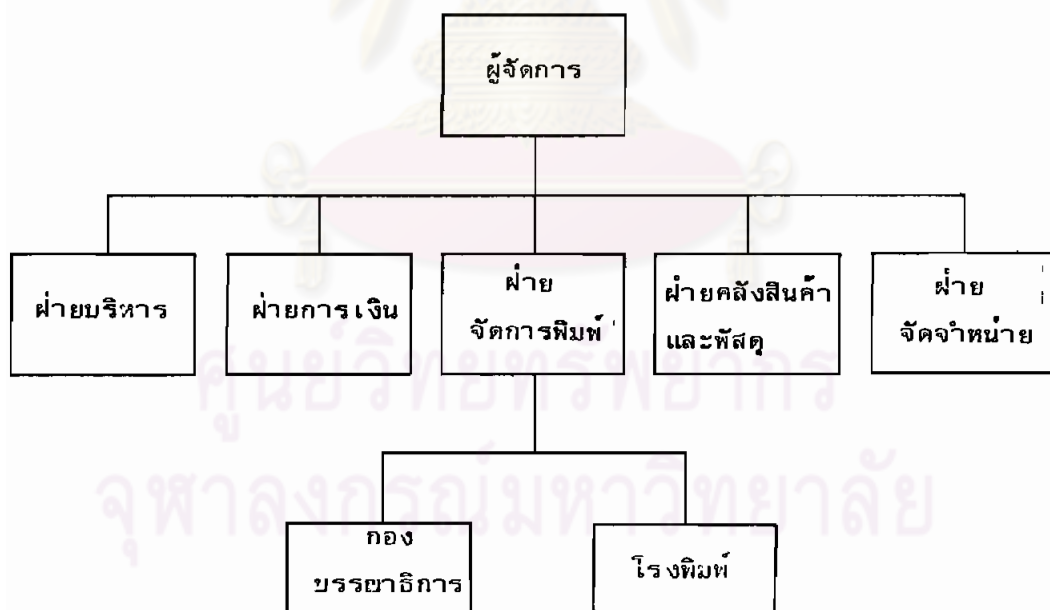 ผู้จัดการ
ฝ่ายบริหาร
ฝ่ายการเงิน
ฝ่าย
จัดการพิมพ์
ฝ่ายคลังสินค้า
และพัสดุ
ฝ่าย
จัดจำหน่าย
ศูนย์วิทยทรัพยากร
จุฬาลงกรณ์มหาวิทยาลัย
กอง
บรรณาธิการ
โรงพิมพ์